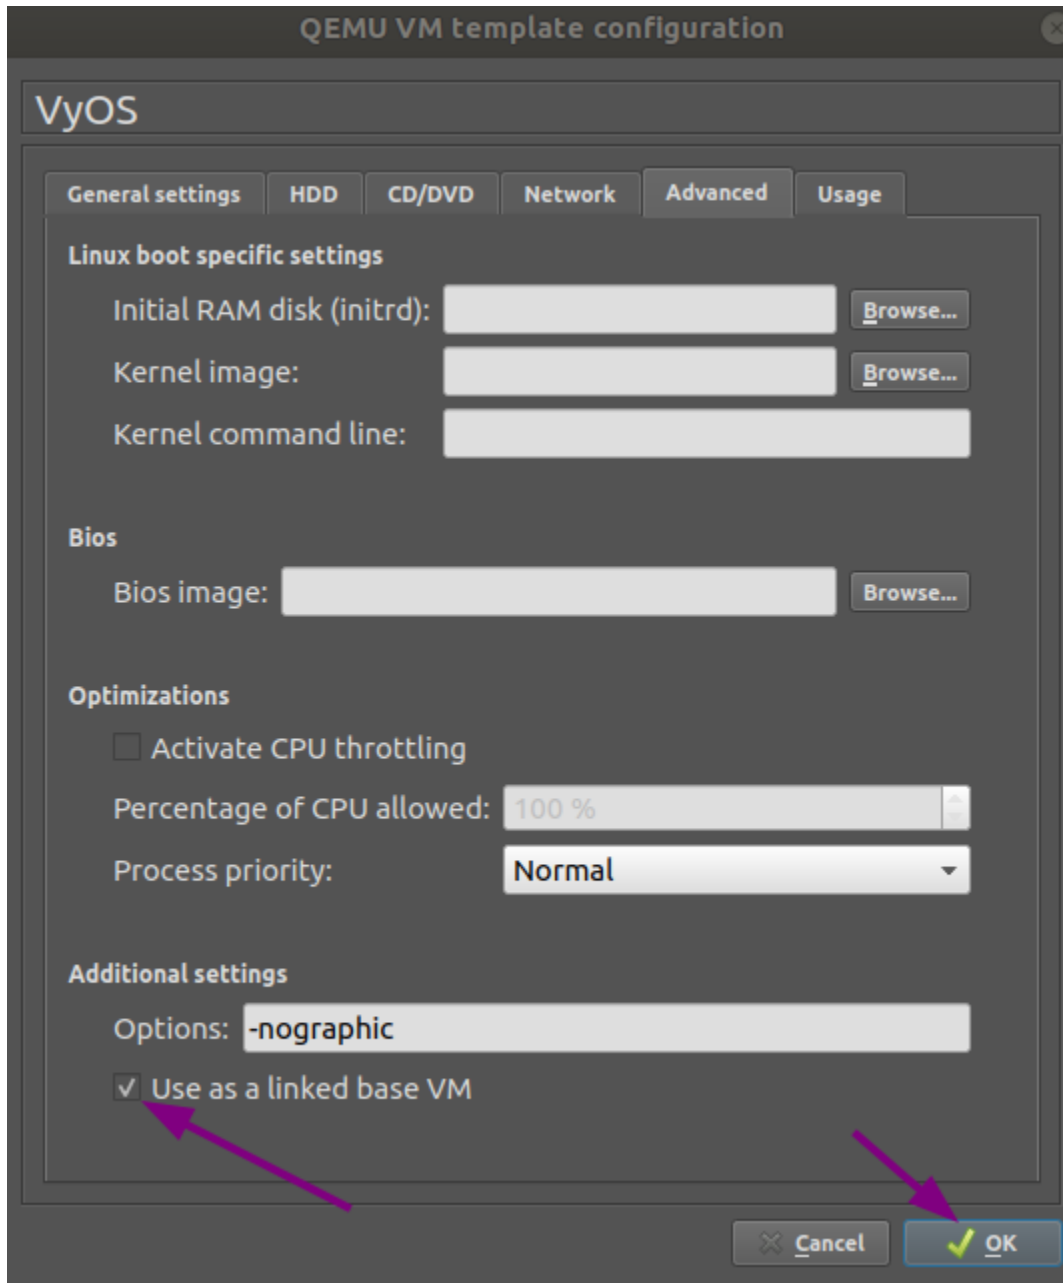 QEMU VM template configuration
VyOS
General settings HDD CD/DVD Network Advanced Usage
Linux boot specific settings
Initial RAM disk (initrd): Browse...
Kernel image: Browse...
Kernel command line:
Bios
Bios image: Browse...
Optimizations
Activate CPU throttling
Percentage of CPU allowed: 100 %
Process priority: Normal
Additional settings
Options: -nographic
Use as a linked base VM
Cancel OK